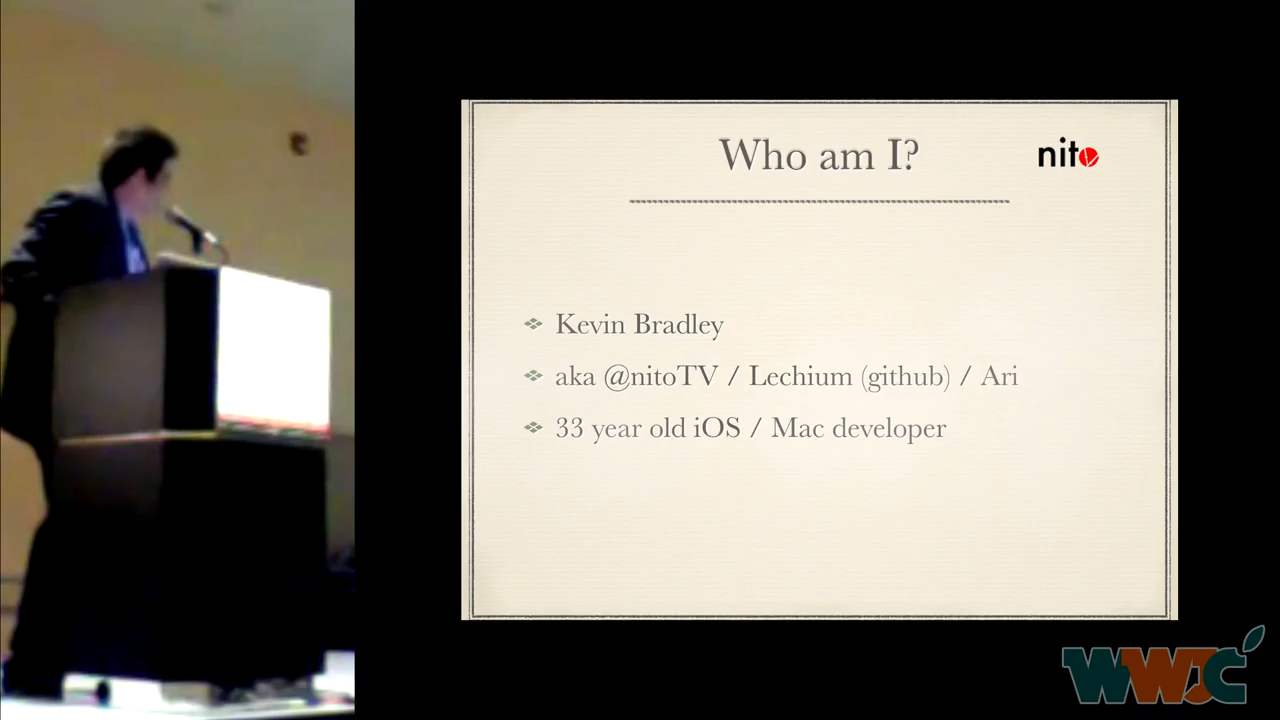 Who am I?
nito
Kevin Bradley
aka @nitoTV / Lechium (github) / Ari
33 year old iOS / Mac developer
WWJC